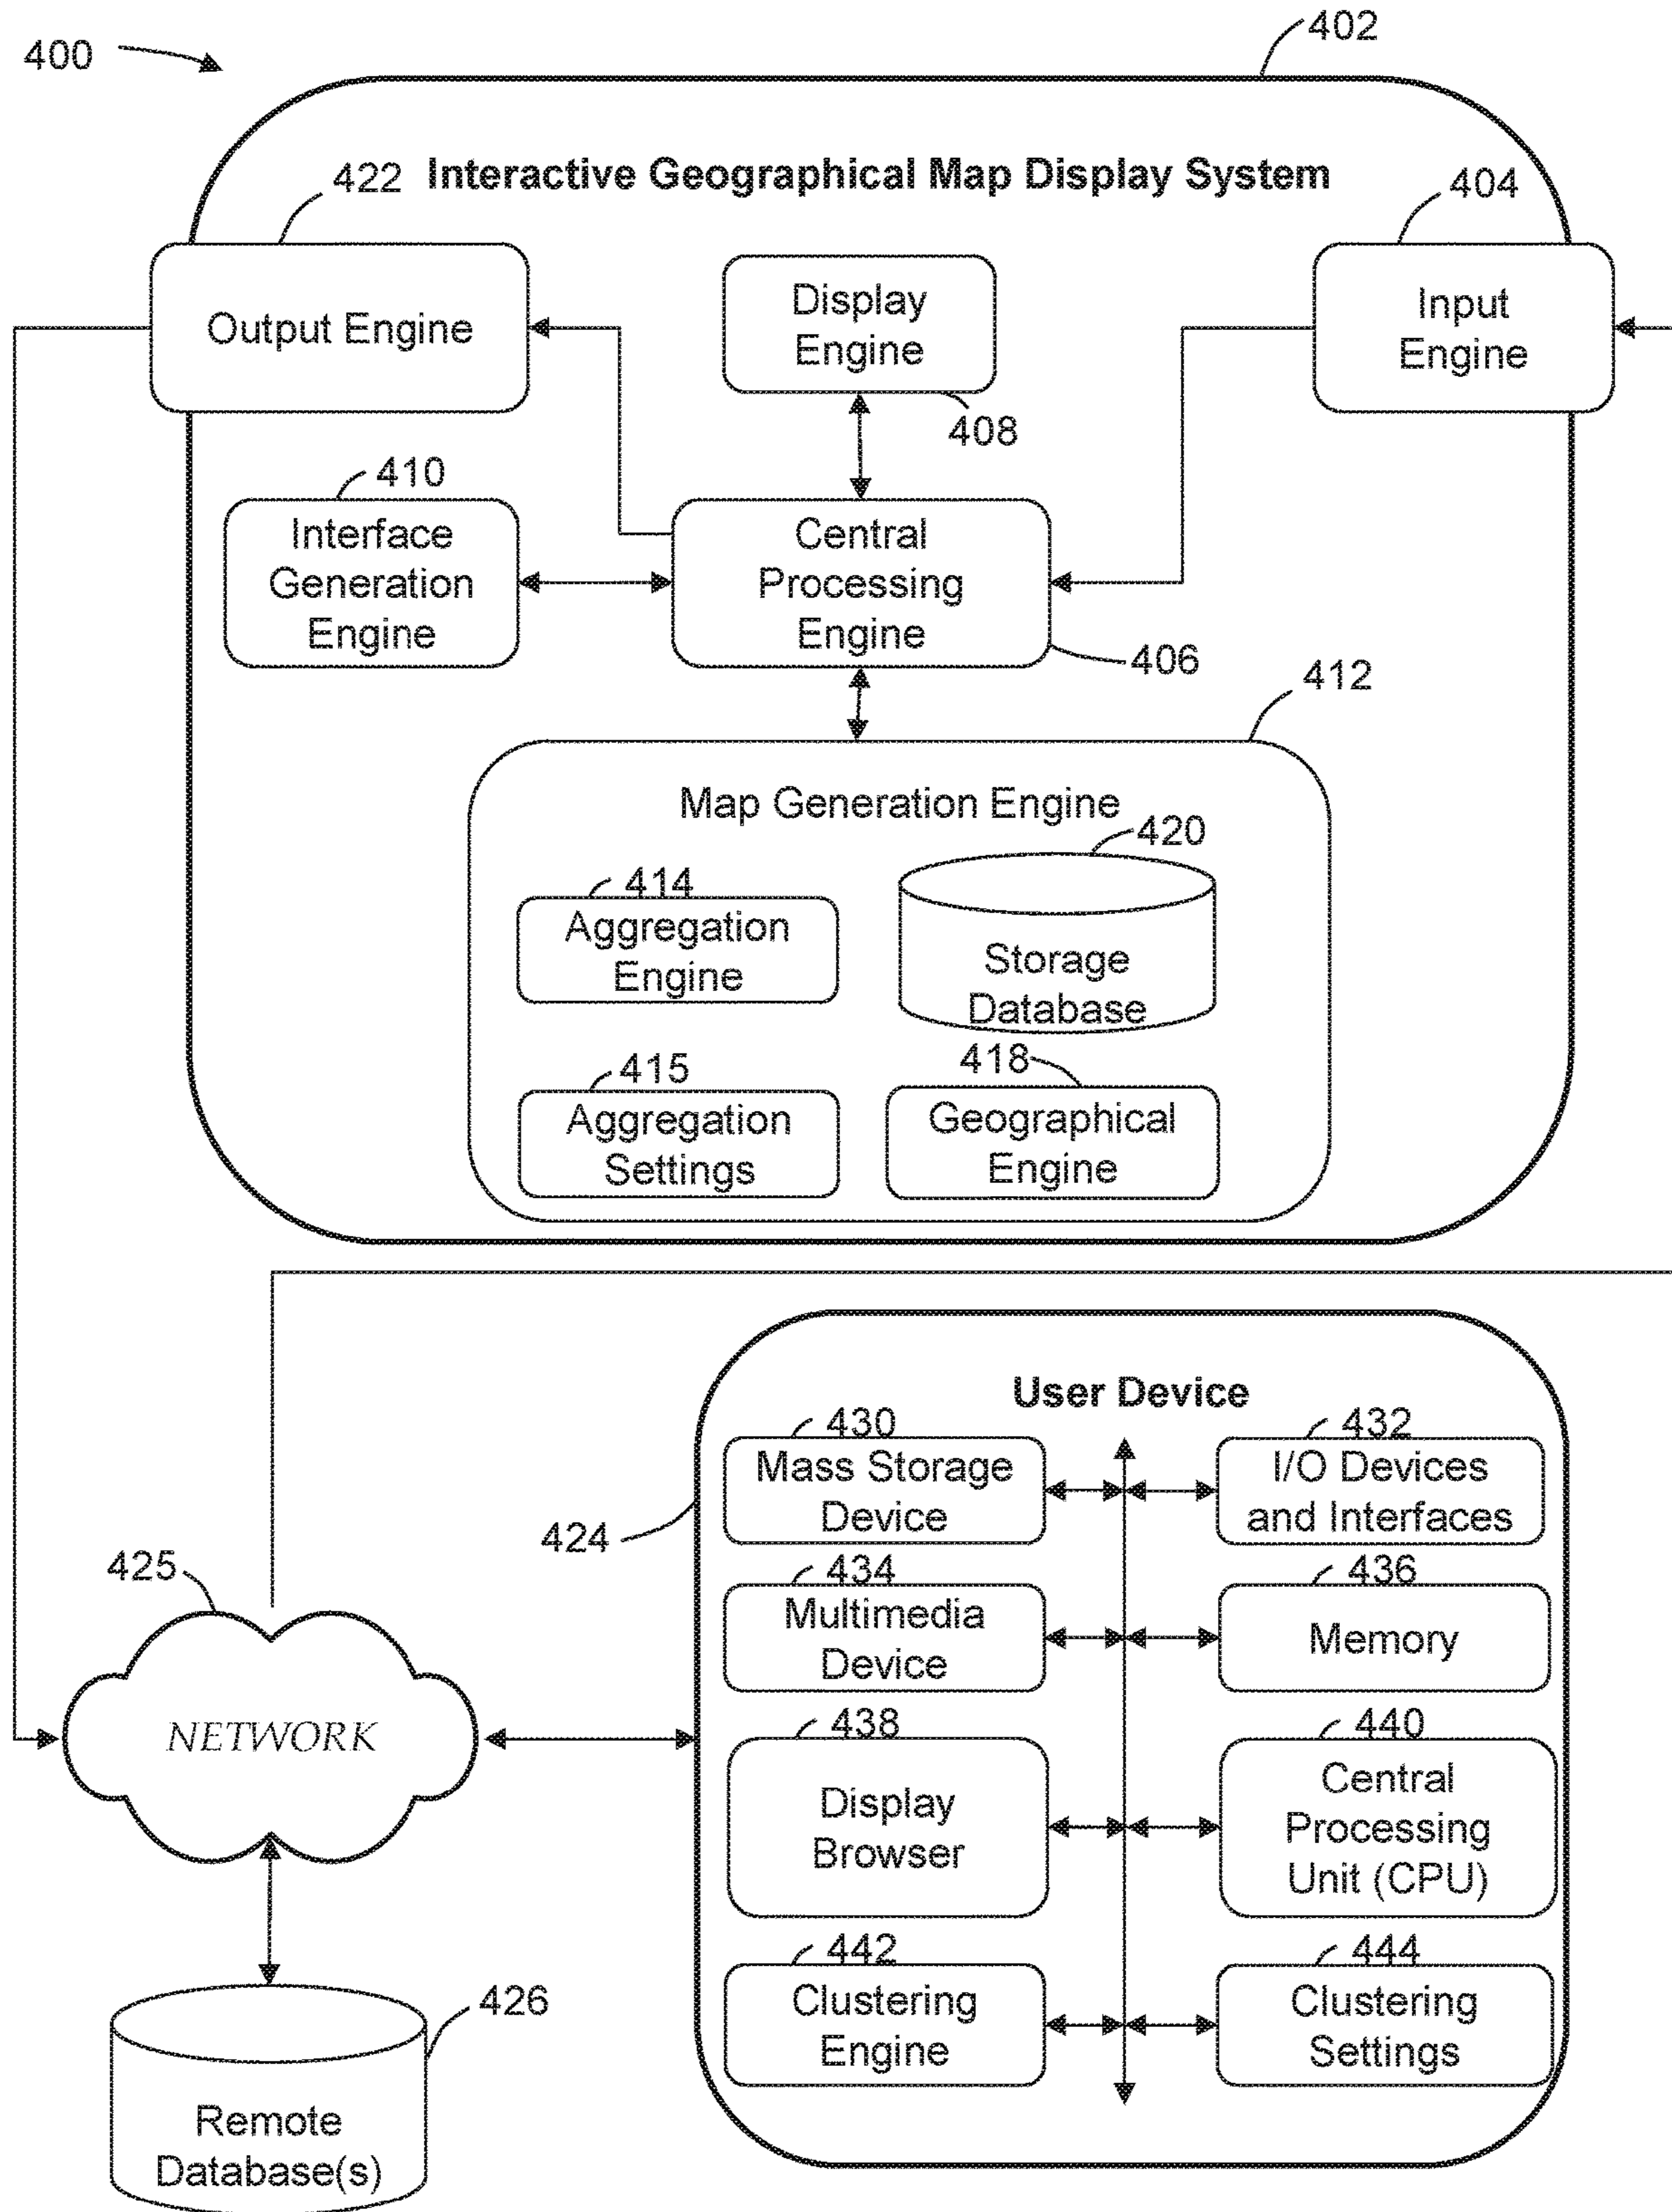 400
402
422
Interactive Geographical Map Display System
404
Output Engine
Display
Engine
408
Input
Engine
410
Interface
Generation
Engine
Central
Processing
Engine
406
412
Map Generation Engine
414
Aggregation
Engine
420
Storage
Database
415
Aggregation
Settings
418
Geographical
Engine
User Device
424
430
Mass Storage
Device
432
I/O Devices
and Interfaces
434
Multimedia
Device
436
Memory
438
Display
Browser
440
Central
Processing
Unit (CPU)
442
Clustering
Engine
444
Clustering
Settings
425
NETWORK
426
Remote
Database(s)